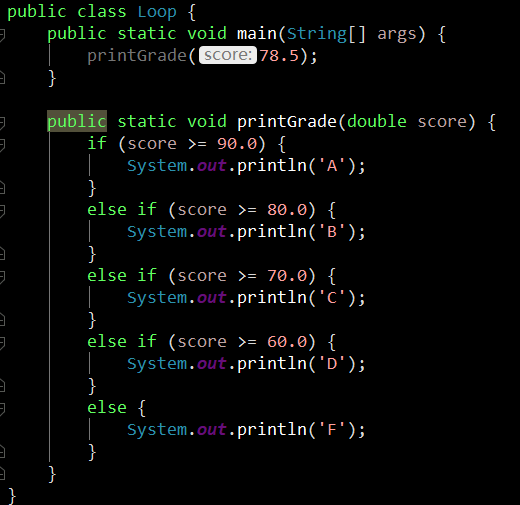 public class Loop {
    public static void main(String[] args) {
        printGrade( score: 78.5);
    }

    public static void printGrade(double score) {
        if (score >= 90.0) {
            System.out.println('A');
        }
        else if (score >= 80.0) {
            System.out.println('B');
        }
        else if (score >= 70.0) {
            System.out.println('C');
        }
        else if (score >= 60.0) {
            System.out.println('D');
        }
        else {
            System.out.println('F');
        }
    }
}